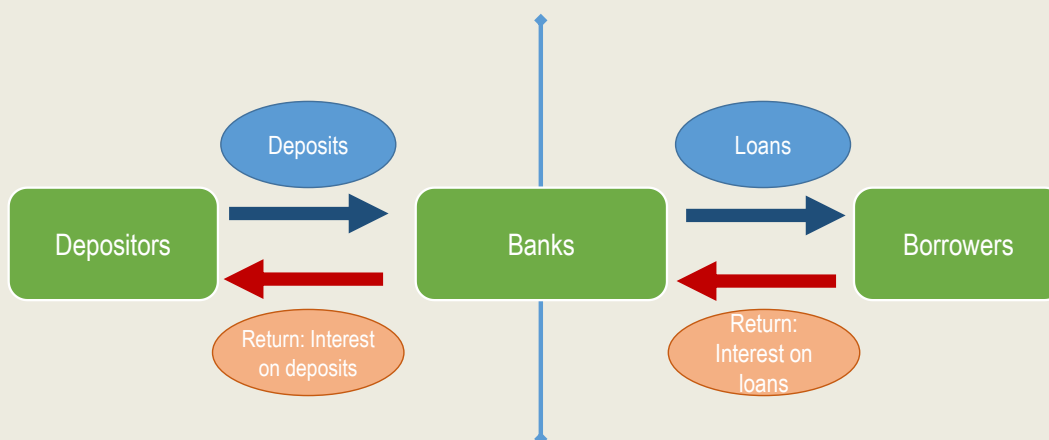 Deposits
Loans
Depositors
Banks
Borrowers
Return: Interest
on deposits
Return:
Interest on
loans